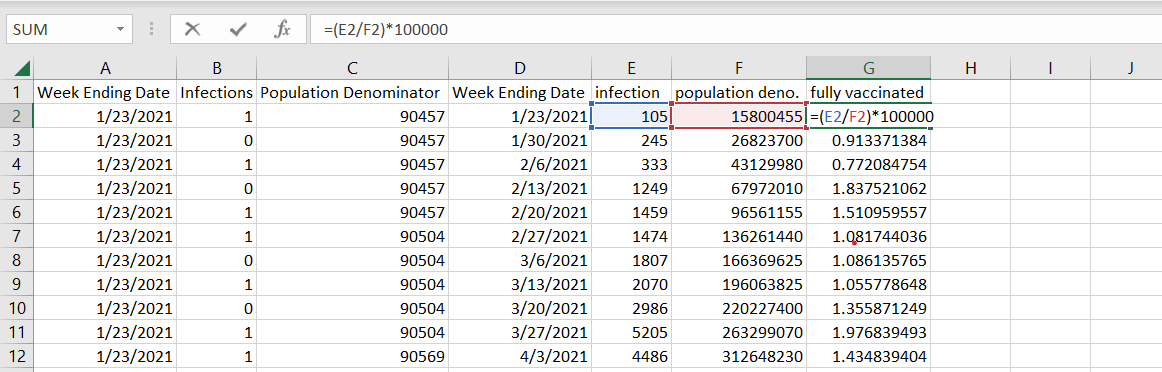 SUM =(E2/F2)*100000
A B C D E F G H I J
1 Week Ending Date Infections Population Denominator Week Ending Date infection population deno. fully vaccinated
2 1/23/2021 1 90457 1/23/2021 105 15800455 =(E2/F2)*100000
3 1/23/2021 0 90457 1/30/2021 245 26823700 0.913371384
4 1/23/2021 1 90457 2/6/2021 333 43129980 0.772084754
5 1/23/2021 0 90457 2/13/2021 1249 67972010 1.837521062
6 1/23/2021 1 90457 2/20/2021 1459 96561155 1.510959557
7 1/23/2021 1 90504 2/27/2021 1474 136261440 1.081744036
8 1/23/2021 0 90504 3/6/2021 1807 166369625 1.086135765
9 1/23/2021 1 90504 3/13/2021 2070 196063825 1.055778648
10 1/23/2021 0 90504 3/20/2021 2986 220227400 1.355871249
11 1/23/2021 1 90504 3/27/2021 5205 263299070 1.976839493
12 1/23/2021 1 90569 4/3/2021 4486 312648230 1.434839404